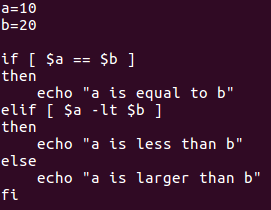 a=10
b=20

if [ $a == $b ]
then
    echo "a is equal to b"
elif [ $a -lt $b ]
then
    echo "a is less than b"
else
    echo "a is larger than b"
fi